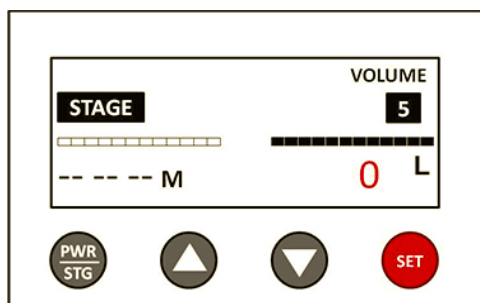 VOLUME
STAGE 5
-- -- -- M 0 L
PWR
STG
SET